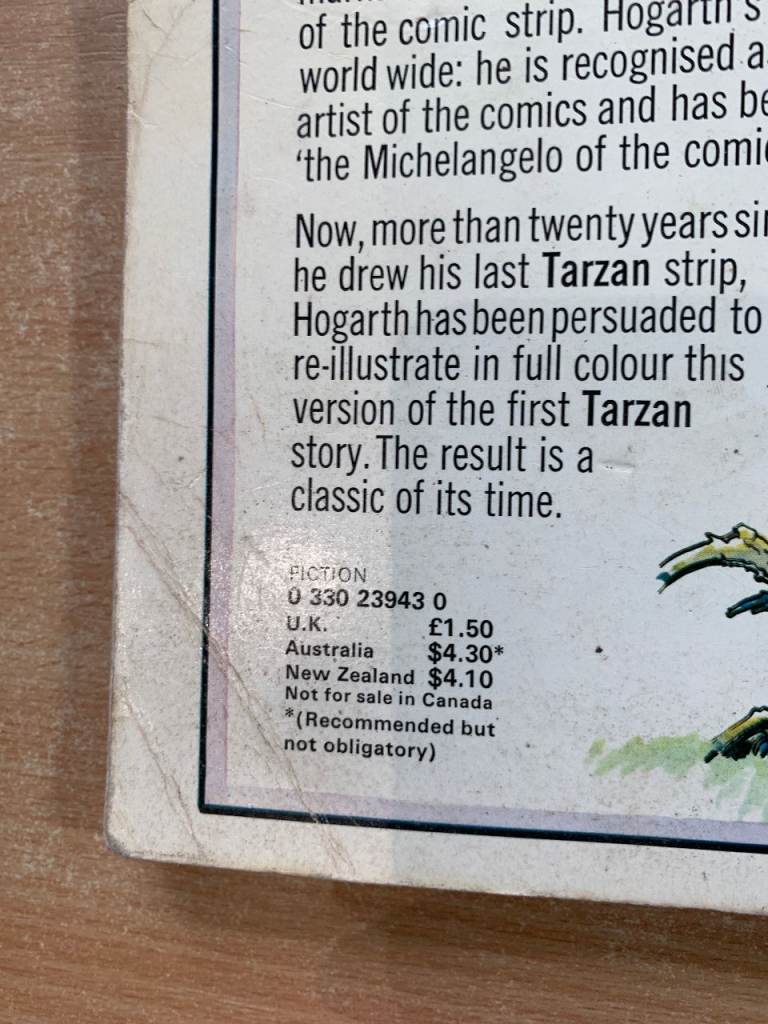 of the comic strip. Hogarth's
world wide: he is recognised a
artist of the comics and has be
'the Michelangelo of the comi
Now, more than twenty years sin
he drew his last Tarzan strip,
Hogarth has been persuaded to
re-illustrate in full colour this
version of the first Tarzan
story. The result is a
classic of its time.
FICTION
0 330 23943 0
U.K. £1.50
Australia $4.30*
New Zealand $4.10
Not for sale in Canada
*(Recommended but
not obligatory)